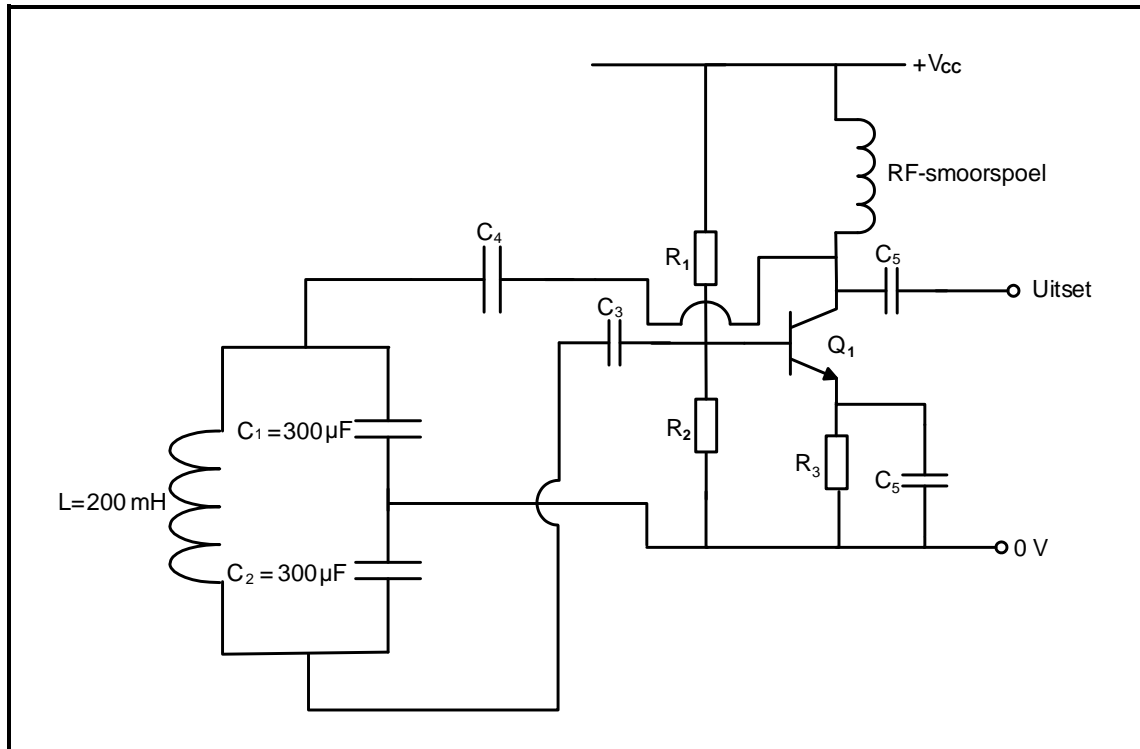 +V_CC
RF-smoorspoel
C₄
R₁
C₅
Uitset
C₃
Q₁
C₁ = 300 µF
R₂
R₃
C₅
L= 200 mH
0 V
C₂ = 300 µF